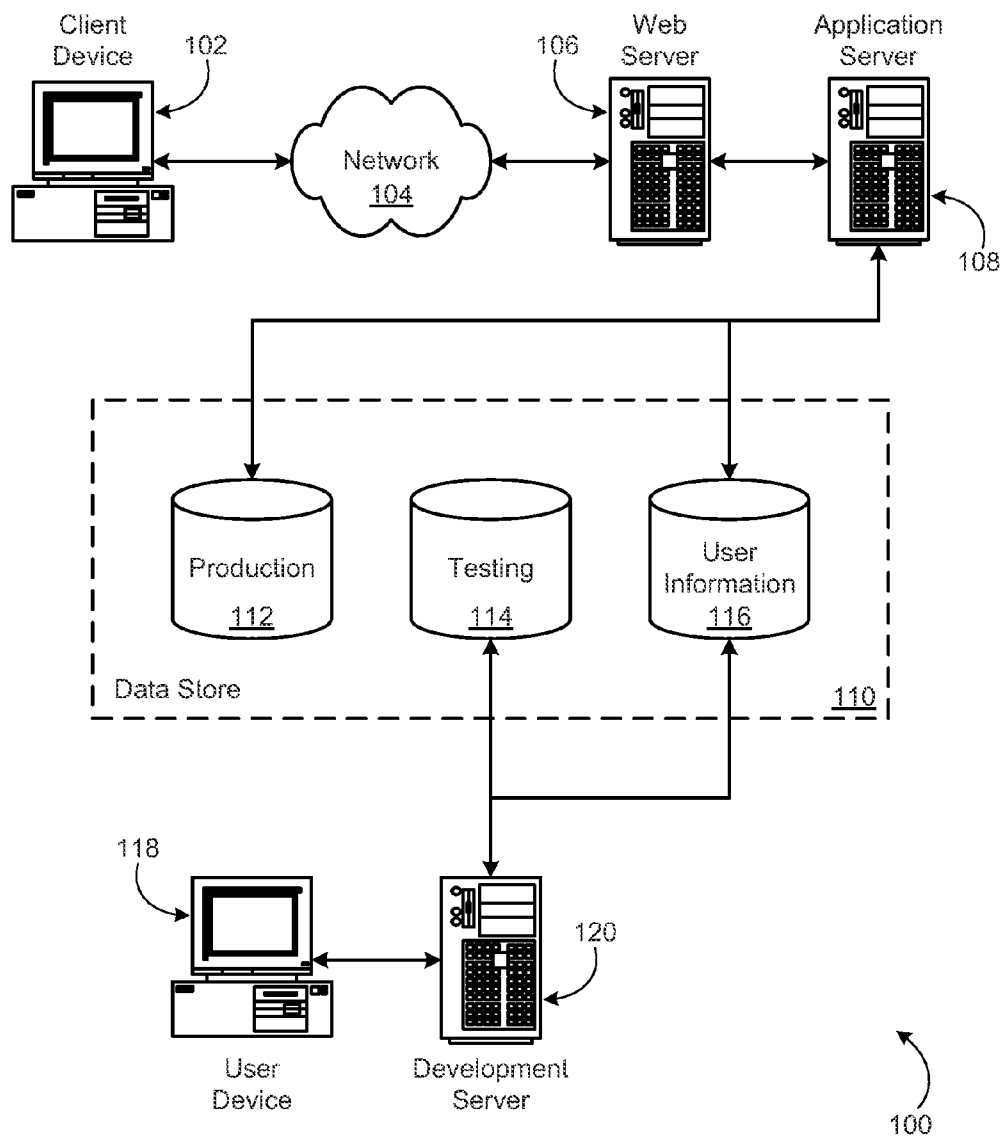 Client
Device
102
Network
104
106
Web
Server
Application
Server
108
Production
112
Testing
114
User
Information
116
Data Store
110
118
User
Device
Development
Server
120
100